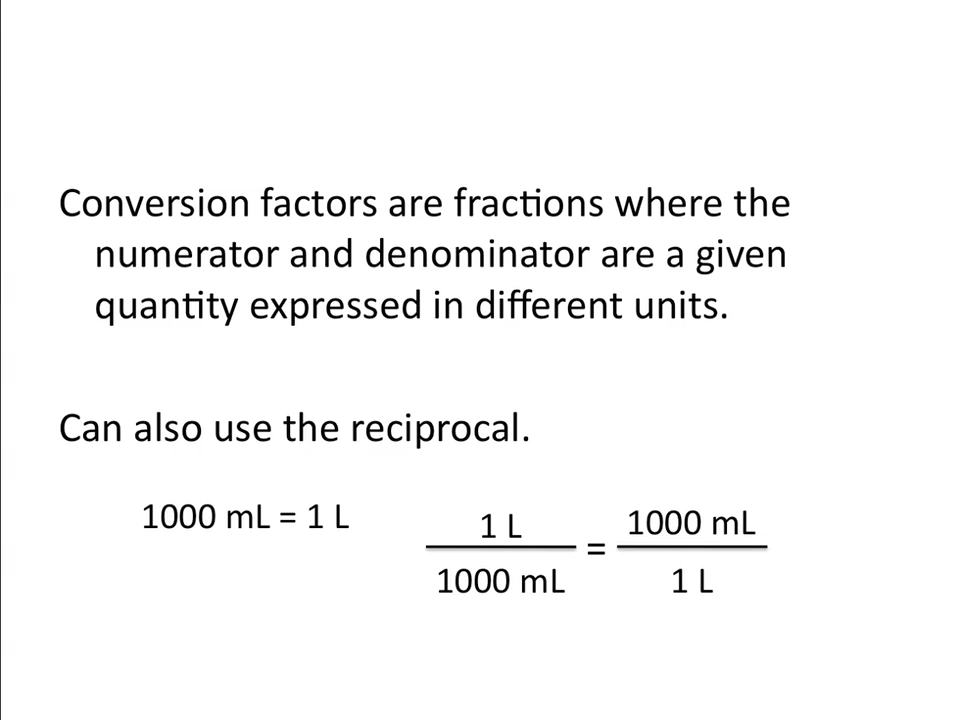 Conversion factors are fractions where the
numerator and denominator are a given
quantity expressed in different units.
Can also use the reciprocal.
1000 mL = 1 L
1 L
1000 mL
=
1000 mL
1 L